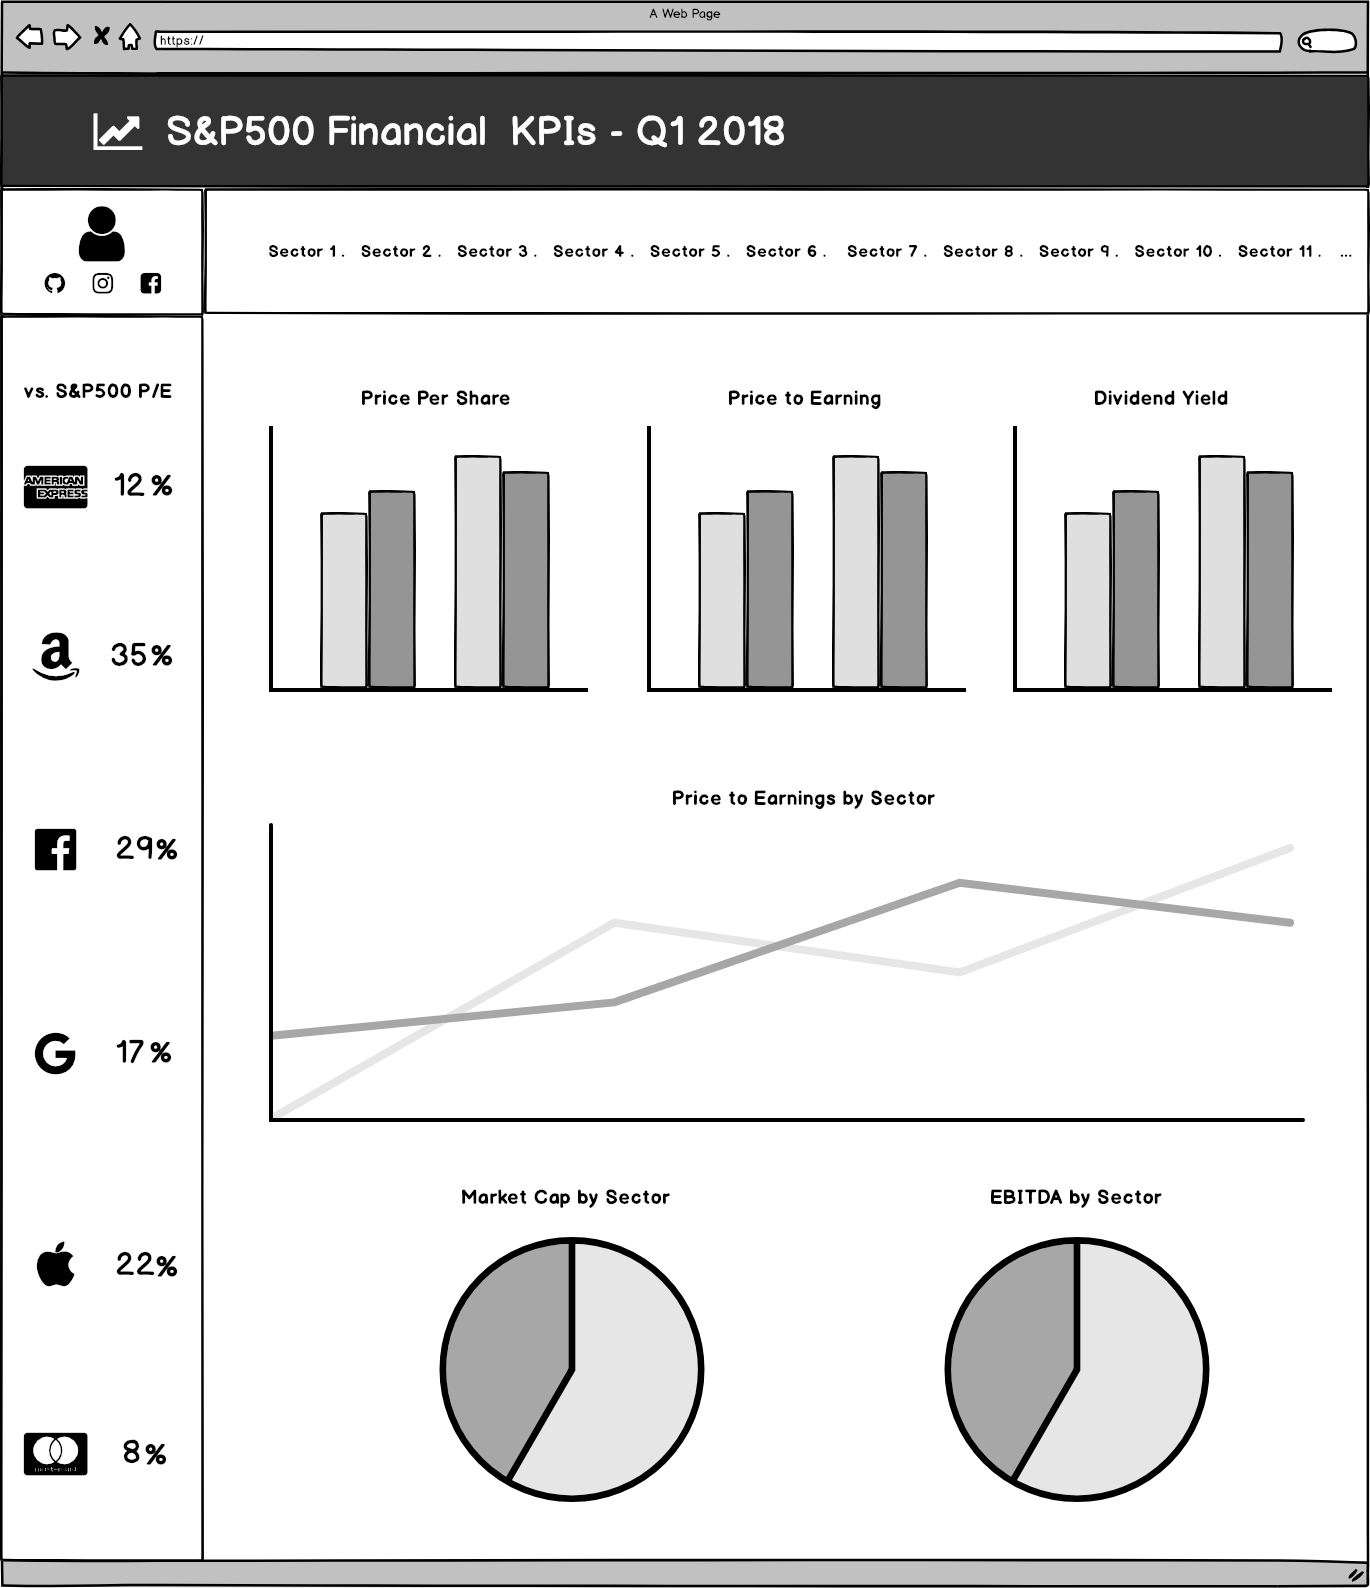 A Web Page
https://
S&P500 Financial KPIs - Q1 2018
Sector 1 . Sector 2 . Sector 3 . Sector 4 . Sector 5 . Sector 6 . Sector 7 . Sector 8 . Sector 9 . Sector 10 . Sector 11 . ...
vs. S&P500 P/E
AMERICAN
EXPRESS
12 %
a
35%
f
29%
G
17 %
22%
mastercard
8 %
Price Per Share
Price to Earning
Dividend Yield
Price to Earnings by Sector
Market Cap by Sector
EBITDA by Sector